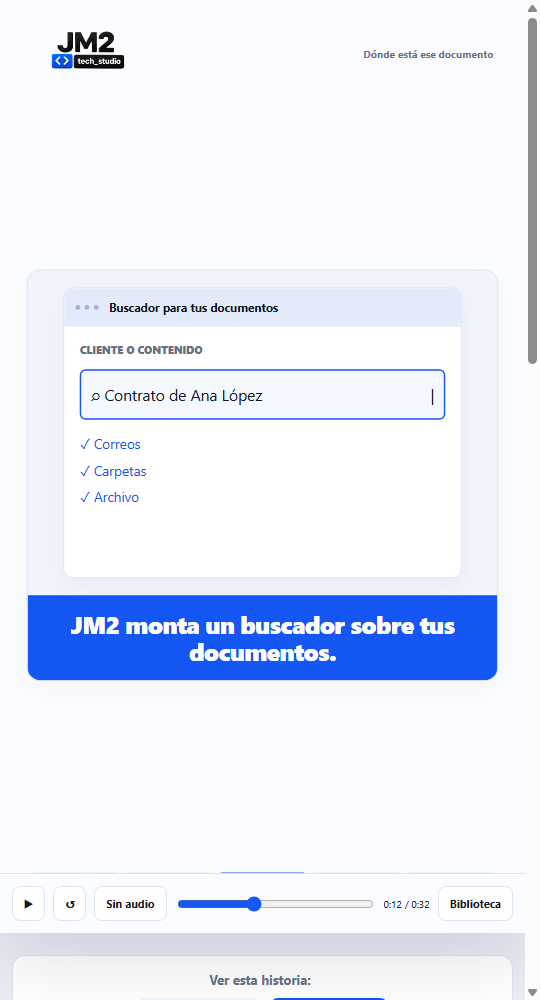 JM2
<> tech_studio
Dónde está ese documento
Buscador para tus documentos
CLIENTE O CONTENIDO
Contrato de Ana López
✓ Correos
✓ Carpetas
✓ Archivo
JM2 monta un buscador sobre tus
documentos.
Sin audio
0:12 / 0:32
Biblioteca
Ver esta historia: